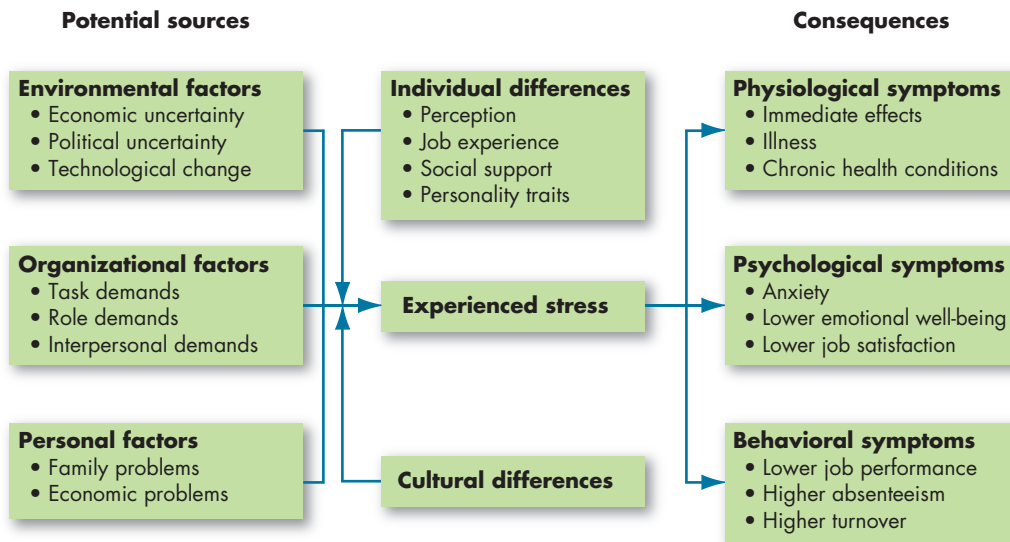 Potential sources
Consequences
Environmental factors
• Economic uncertainty
• Political uncertainty
• Technological change
Individual differences
• Perception
• Job experience
• Social support
• Personality traits
Physiological symptoms
• Immediate effects
• Illness
• Chronic health conditions
Organizational factors
• Task demands
• Role demands
• Interpersonal demands
Experienced stress
Psychological symptoms
• Anxiety
• Lower emotional well-being
• Lower job satisfaction
Personal factors
• Family problems
• Economic problems
Cultural differences
Behavioral symptoms
• Lower job performance
• Higher absenteeism
• Higher turnover